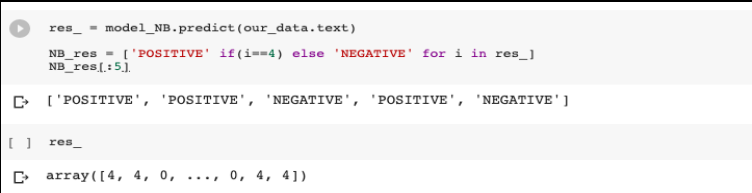 res_ = model_NB.predict(our_data.text)
NB_res = ['POSITIVE' if(i==4) else 'NEGATIVE' for i in res_]
NB_res[:5]
['POSITIVE', 'POSITIVE', 'NEGATIVE', 'POSITIVE', 'NEGATIVE']
[ ] res_
array([4, 4, 0, ..., 0, 4, 4])